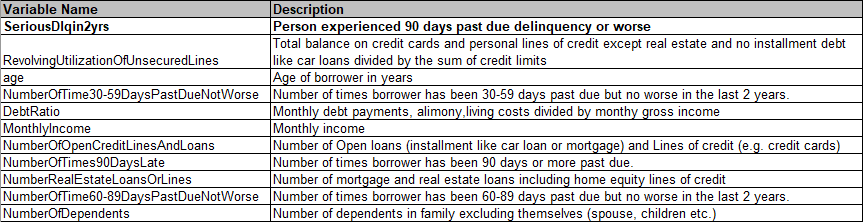 Variable Name Description
SeriousDlqin2yrs Person experienced 90 days past due delinquency or worse
Total balance on credit cards and personal lines of credit except real estate and no installment debt
RevolvingUtilizationOfUnsecuredLines like car loans divided by the sum of credit limits
age Age of borrower in years
NumberOfTime30-59DaysPastDueNotWorse Number of times borrower has been 30-59 days past due but no worse in the last 2 years.
DebtRatio Monthly debt payments, alimony,living costs divided by monthy gross income
MonthlyIncome Monthly income
NumberOfOpenCreditLinesAndLoans Number of Open loans (installment like car loan or mortgage) and Lines of credit (e.g. credit cards)
NumberOfTimes90DaysLate Number of times borrower has been 90 days or more past due.
NumberRealEstateLoansOrLines Number of mortgage and real estate loans including home equity lines of credit
NumberOfTime60-89DaysPastDueNotWorse Number of times borrower has been 60-89 days past due but no worse in the last 2 years.
NumberOfDependents Number of dependents in family excluding themselves (spouse, children etc.)